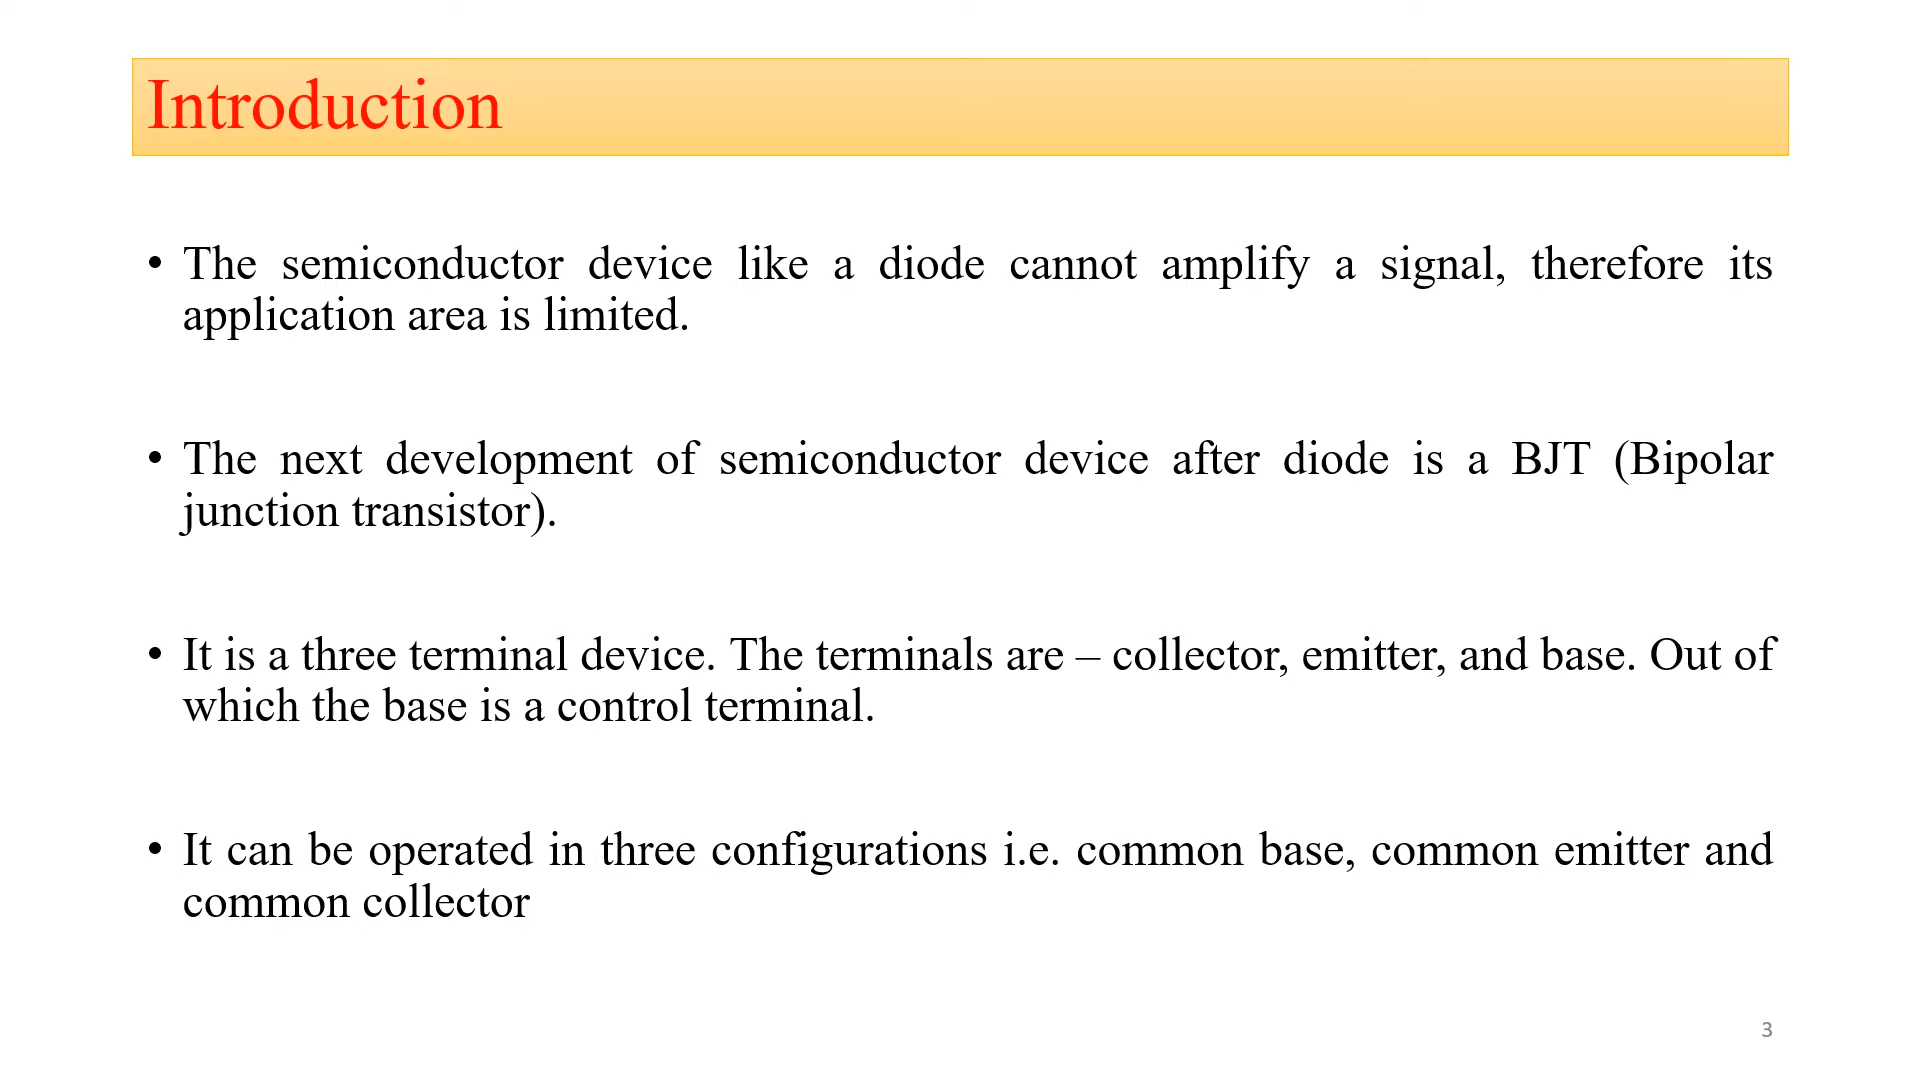 Introduction
• The semiconductor device like a diode cannot amplify a signal, therefore its
application area is limited.
• The next development of semiconductor device after diode is a BJT (Bipolar
junction transistor).
• It is a three terminal device. The terminals are – collector, emitter, and base. Out of
which the base is a control terminal.
• It can be operated in three configurations i.e. common base, common emitter and
common collector
3